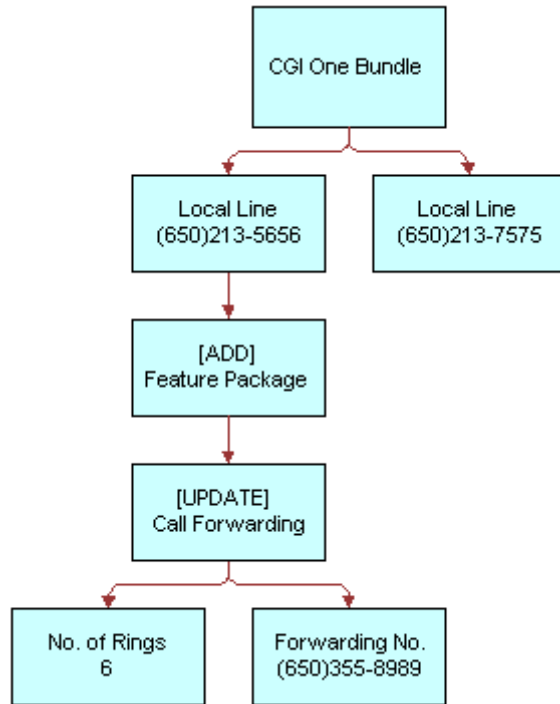 CGI One Bundle
Local Line
(650)213-5656
Local Line
(650)213-7575
[ADD]
Feature Package
[UPDATE]
Call Forwarding
No. of Rings
6
Forwarding No.
(650)355-8989